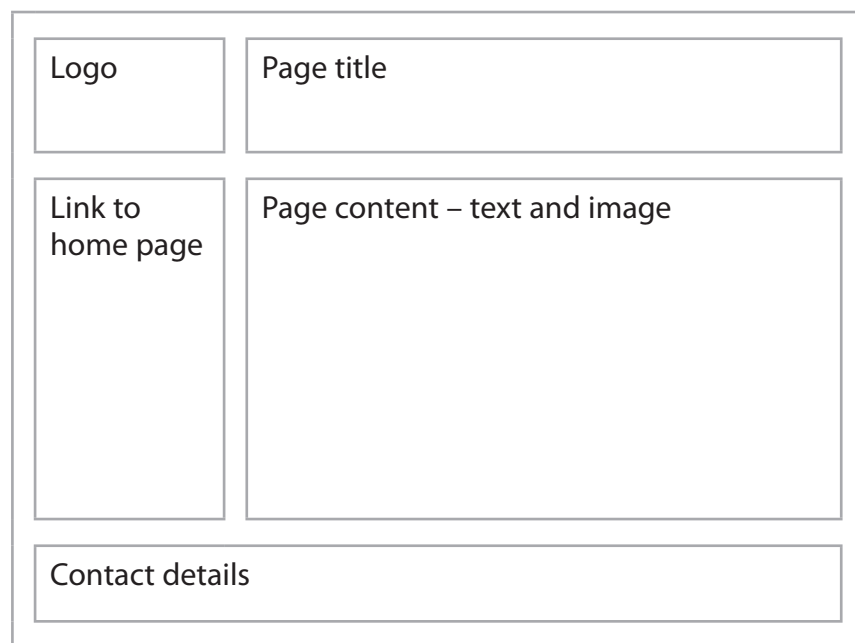 Logo
Page title
Link to
home page
Page content – text and image
Contact details